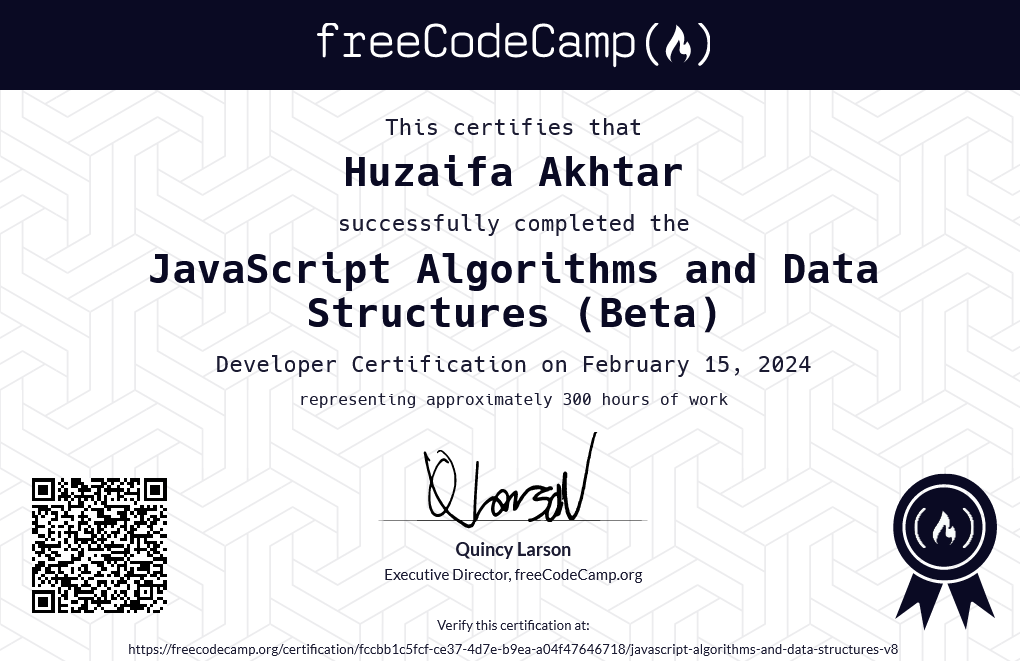 freeCodeCamp
This certifies that
Huzaifa Akhtar
successfully completed the
JavaScript Algorithms and Data
Structures (Beta)
Developer Certification on February 15, 2024
representing approximately 300 hours of work
Quincy Larson
Executive Director, freeCodeCamp.org
Verify this certification at:
https://freecodecamp.org/certification/fccbb1c5fcf-ce37-4d7e-b9ea-a04f47646718/javascript-algorithms-and-data-structures-v8